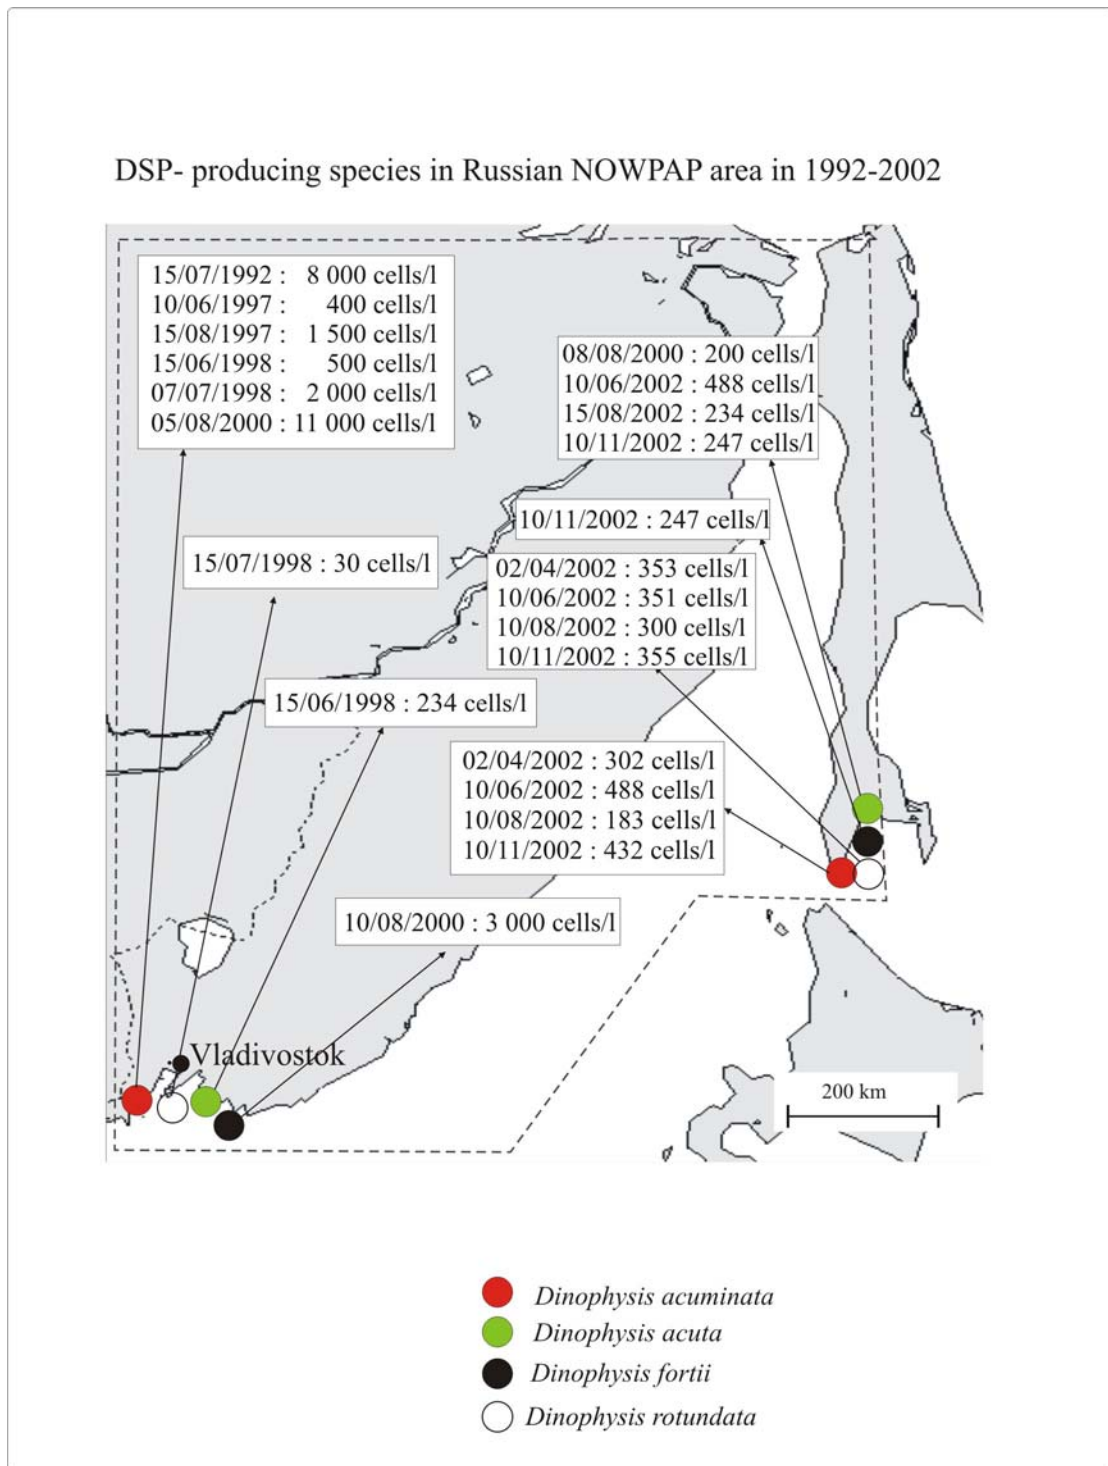 DSP- producing species in Russian NOWPAP area in 1992-2002
15/07/1992 : 8 000 cells/l
10/06/1997 : 400 cells/l
15/08/1997 : 1 500 cells/l
15/06/1998 : 500 cells/l
07/07/1998 : 2 000 cells/l
05/08/2000 : 11 000 cells/l
08/08/2000 : 200 cells/l
10/06/2002 : 488 cells/l
15/08/2002 : 234 cells/l
10/11/2002 : 247 cells/l
10/11/2002 : 247 cells/l
15/07/1998 : 30 cells/l
02/04/2002 : 353 cells/l
10/06/2002 : 351 cells/l
10/08/2002 : 300 cells/l
10/11/2002 : 355 cells/l
15/06/1998 : 234 cells/l
02/04/2002 : 302 cells/l
10/06/2002 : 488 cells/l
10/08/2002 : 183 cells/l
10/11/2002 : 432 cells/l
10/08/2000 : 3 000 cells/l
Vladivostok
200 km
Dinophysis acuminata
Dinophysis acuta
Dinophysis fortii
Dinophysis rotundata